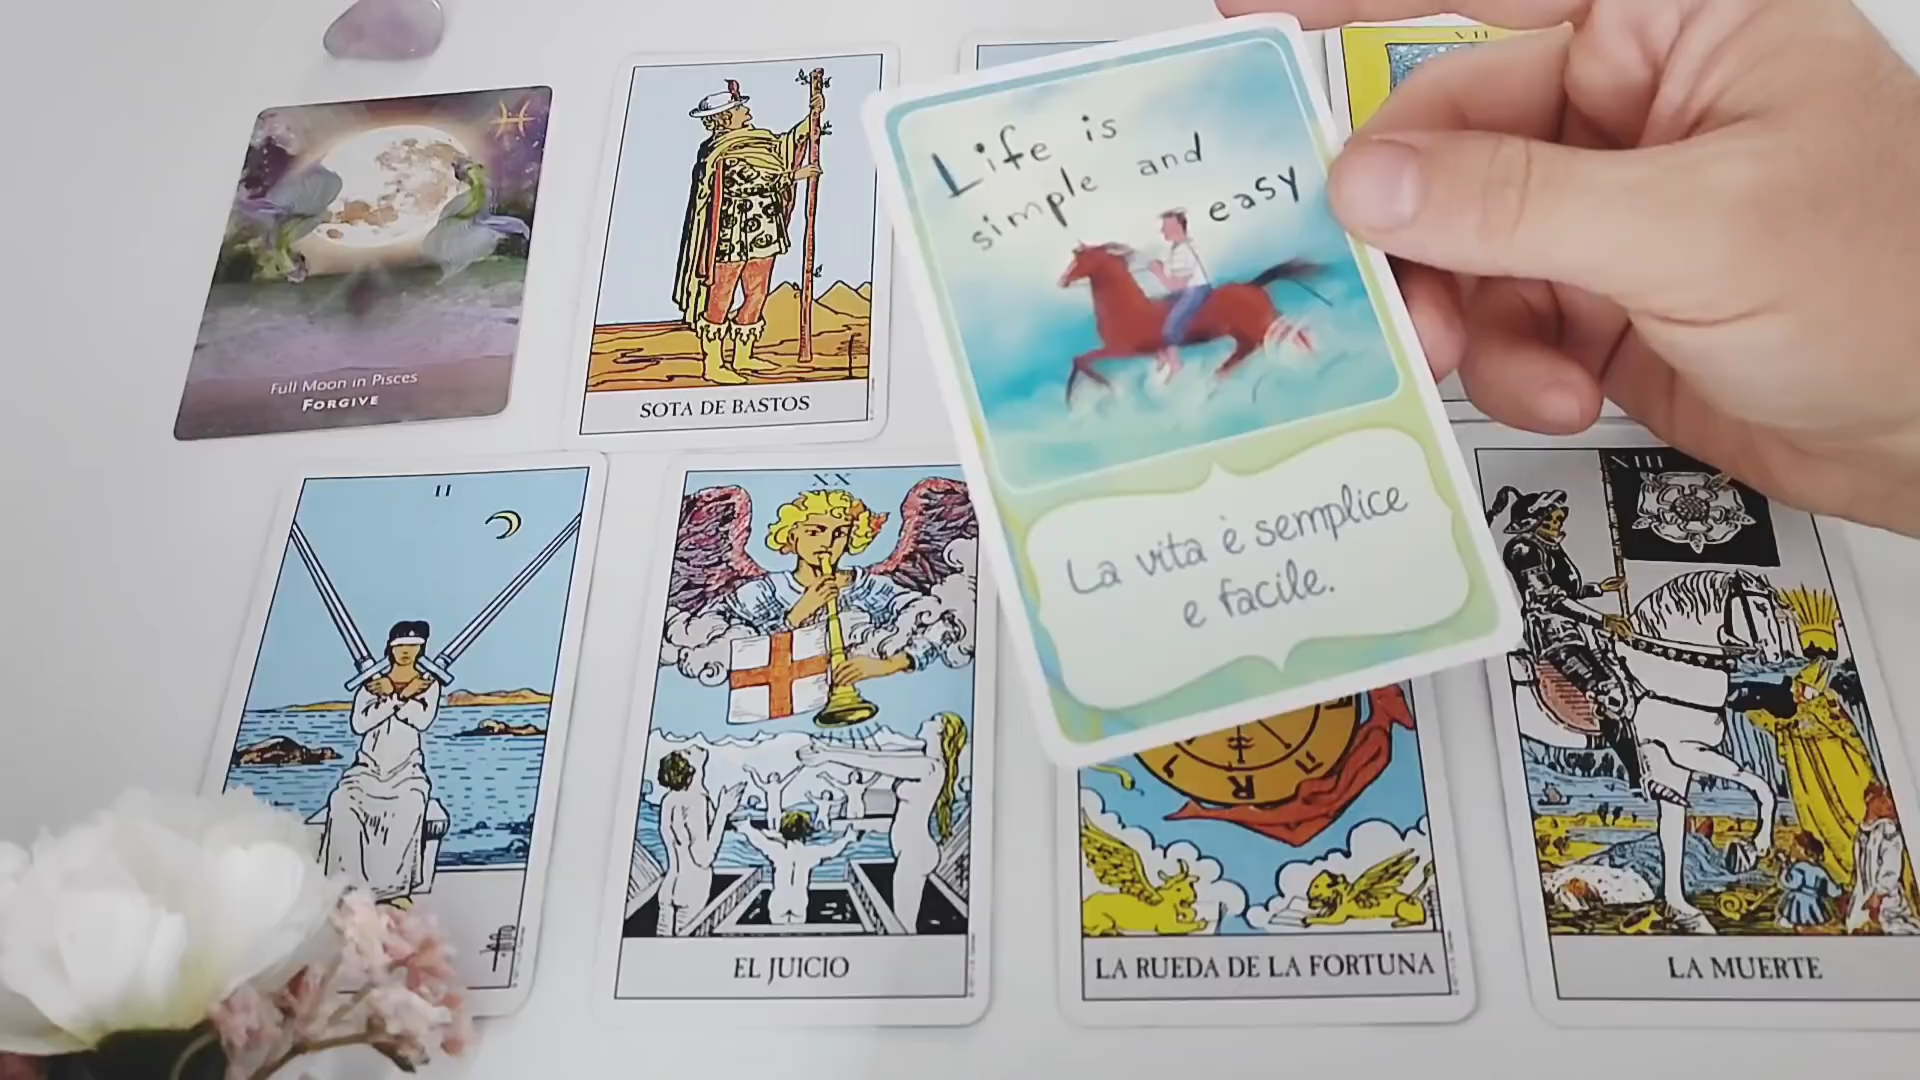 VII
Life is
simple and
easy
Full Moon in Pisces
FORGIVE
SOTA DE BASTOS
La vita è semplice
e facile.
II
XX
XIII
R
EL JUICIO
LA RUEDA DE LA FORTUNA
LA MUERTE